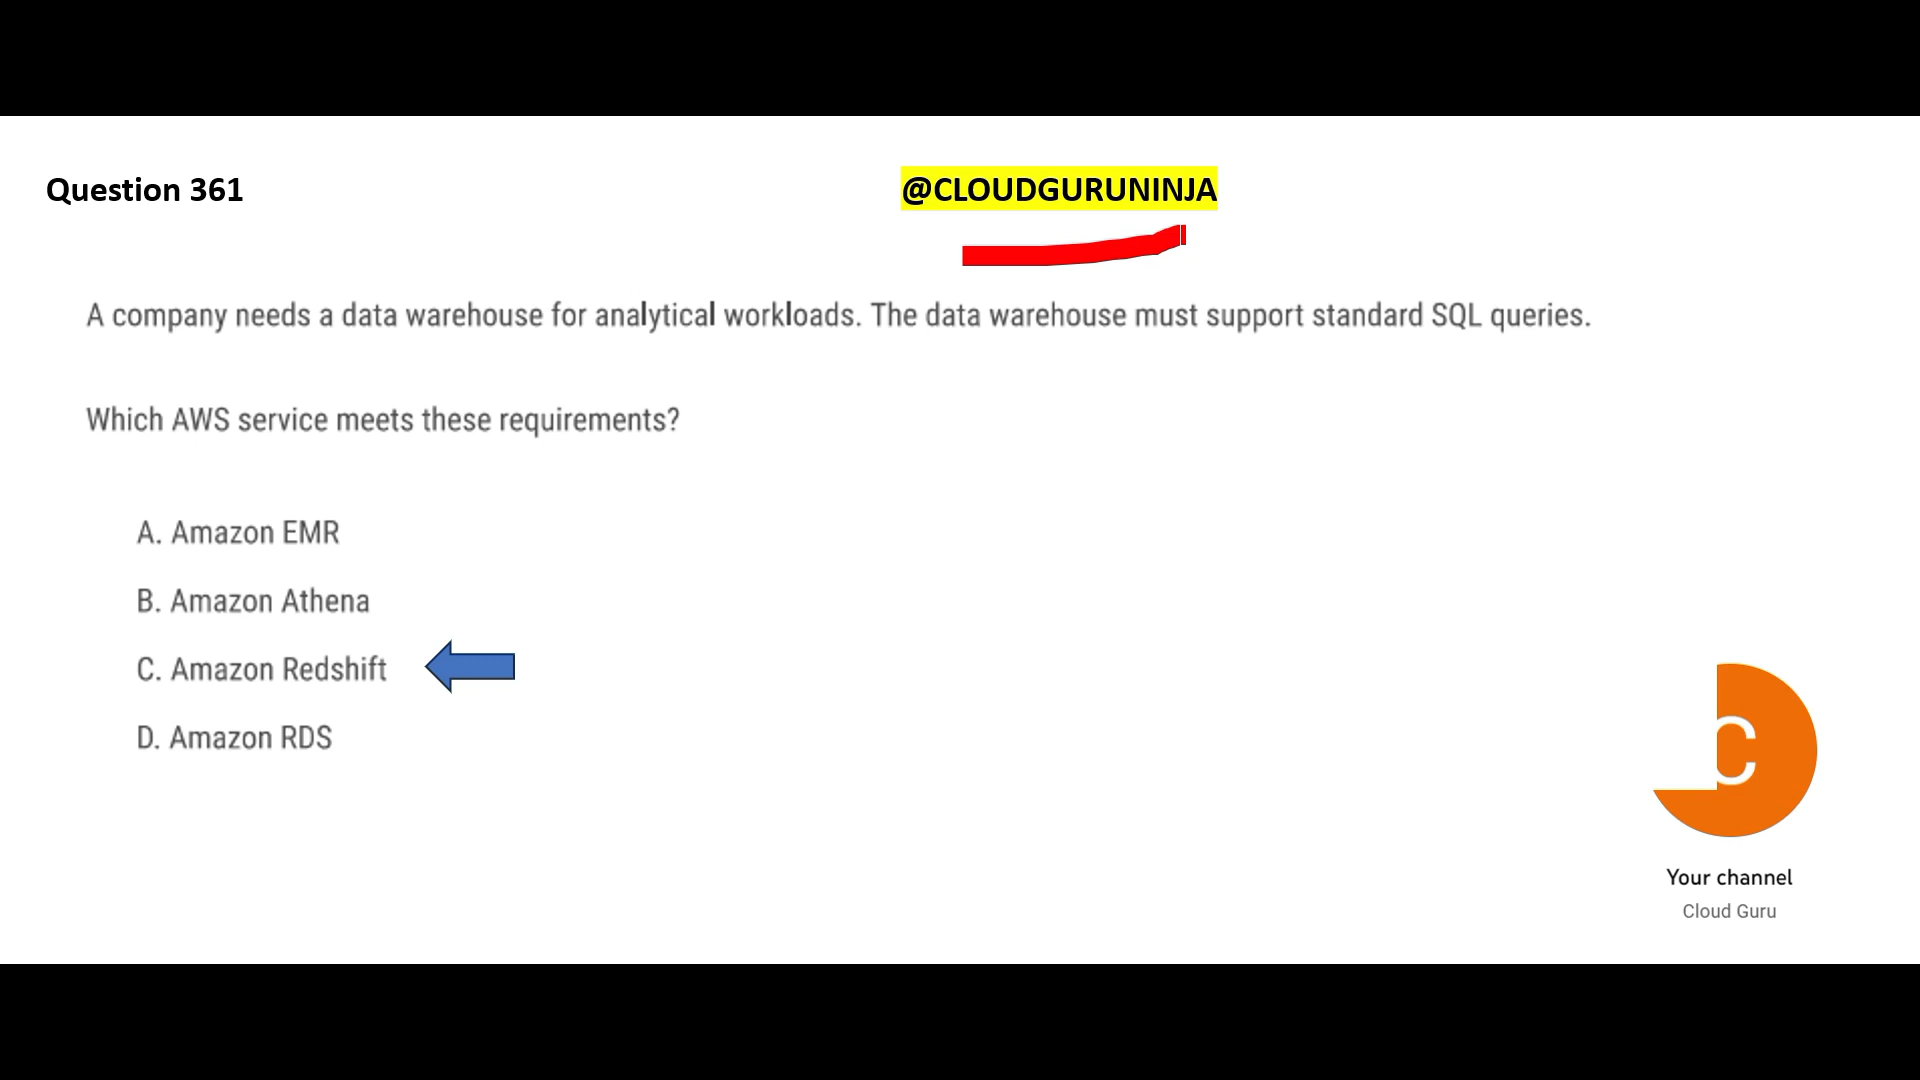 Question 361
@CLOUDGURUNINJA
A company needs a data warehouse for analytical workloads. The data warehouse must support standard SQL queries.
Which AWS service meets these requirements?
A. Amazon EMR
B. Amazon Athena
C. Amazon Redshift
D. Amazon RDS
C
Your channel
Cloud Guru